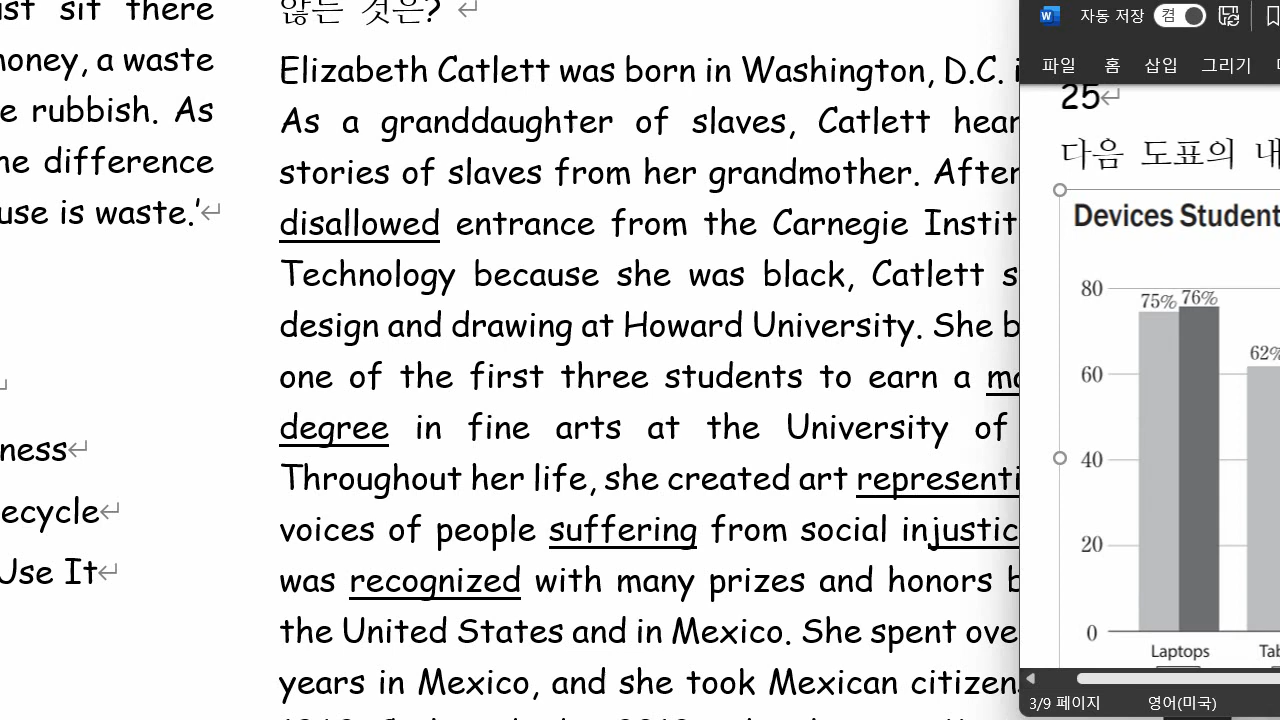 ist sit there
money, a waste
e rubbish. As
he difference
use is waste.'
ness
ecycle
Use It
않는 것은?
Elizabeth Catlett was born in Washington, D.C.
As a granddaughter of slaves, Catlett hear
stories of slaves from her grandmother. After
disallowed entrance from the Carnegie Instit
Technology because she was black, Catlett s
design and drawing at Howard University. She b
one of the first three students to earn a
degree in fine arts at the University of
Throughout her life, she created art representi
voices of people suffering from social injustic
was recognized with many prizes and honors b
the United States and in Mexico. She spent ove
years in Mexico, and she took Mexican citizen
자동 저장 켬
파일 홈 삽입 그리기
25
다음 도표의 내
Devices Student
80
75% 76%
62%
60
40
20
0
Laptops Tab
3/9 페이지 영어(미국)